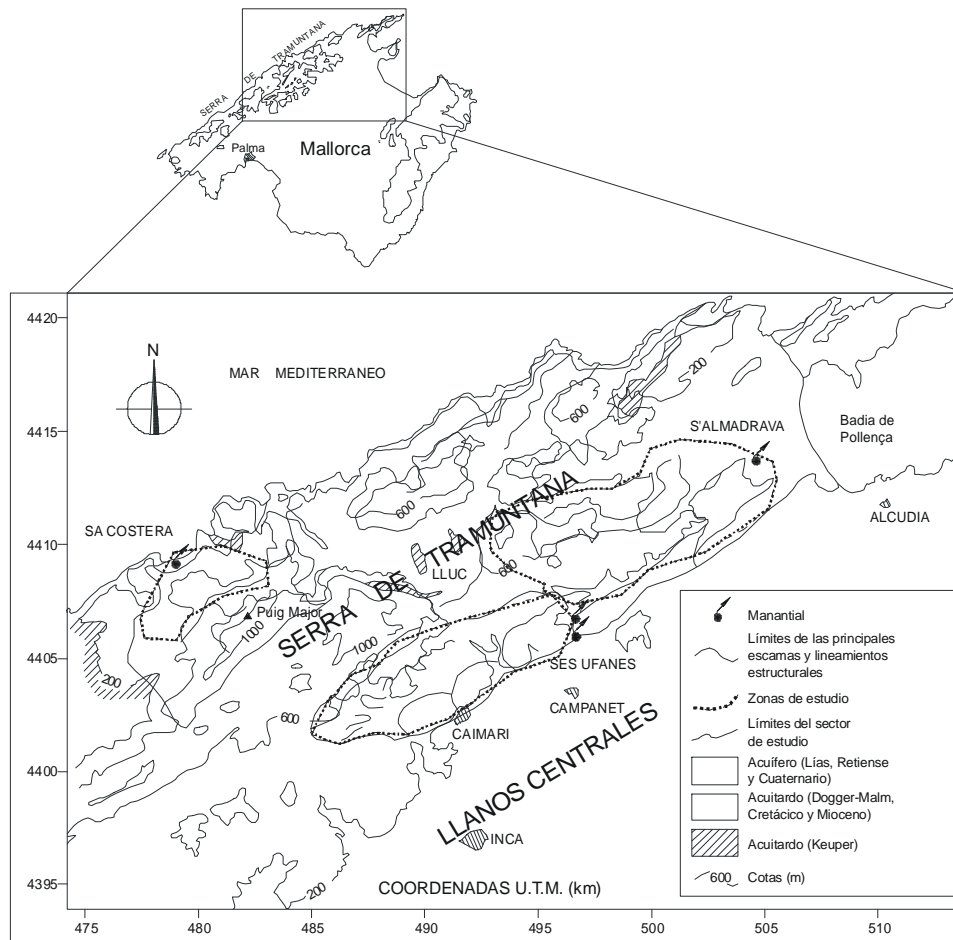 SERRA DE TRAMUNTANA
Palma
Mallorca
4420
4415
4410
4405
4400
4395
N
MAR MEDITERRANEO
200
600
S'ALMADRAVA
Badia de
Pollença
ALCUDIA
600
SA COSTERA
LLUC
600
SERRA DE TRAMUNTANA
Puig Major
1000
1000
200
SES UFANES
600
CAMPANET
CAIMARI
LLANOS CENTRALES
INCA
200
COORDENADAS U.T.M. (km)
Manantial
Límites de las principales
escamas y lineamientos
estructurales
Zonas de estudio
Límites del sector
de estudio
Acuífero (Lías, Retiense
y Cuaternario)
Acuitardo (Dogger-Malm,
Cretácico y Mioceno)
Acuitardo (Keuper)
600 Cotas (m)
475 480 485 490 495 500 505 510